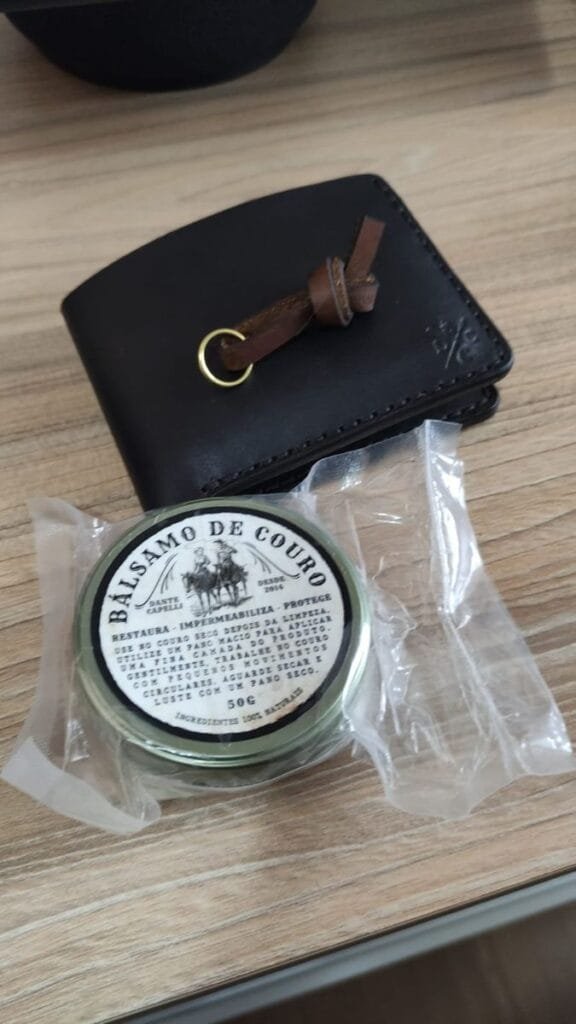 BÁLSAMO DE COURO
DANTE CAPELLI
DESDE 2016
RESTAURA - IMPERMEABILIZA - PROTEGE
USE NO COURO SECO DEPOIS DA LIMPEZA.
UTILIZE UM PANO MACIO PARA APLICAR
UMA FINA CAMADA DO PRODUTO.
GENTILMENTE, TRABALHE NO COURO
COM PEQUENOS MOVIMENTOS
CIRCULARES. AGUARDE SECAR E
LUSTE COM UM PANO SECO.
50G
INGREDIENTES 100% NATURAIS